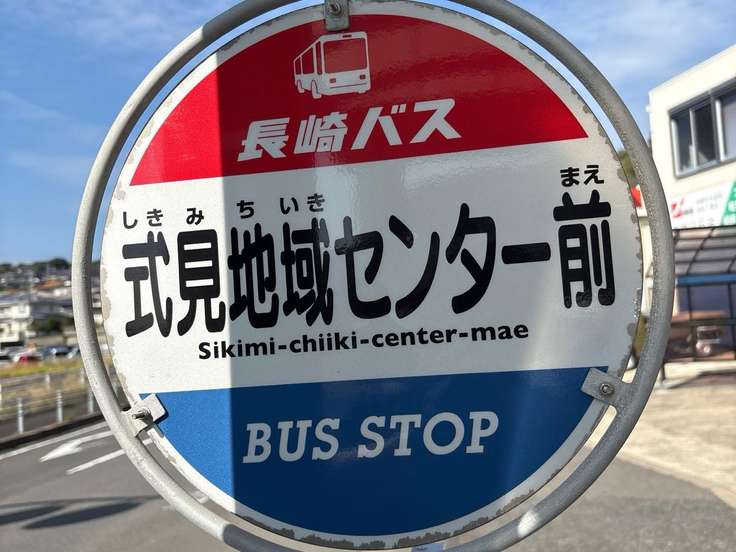 長崎バス
しきみちいき まえ
式見地域センター前
Sikimi-chiiki-center-mae
BUS STOP